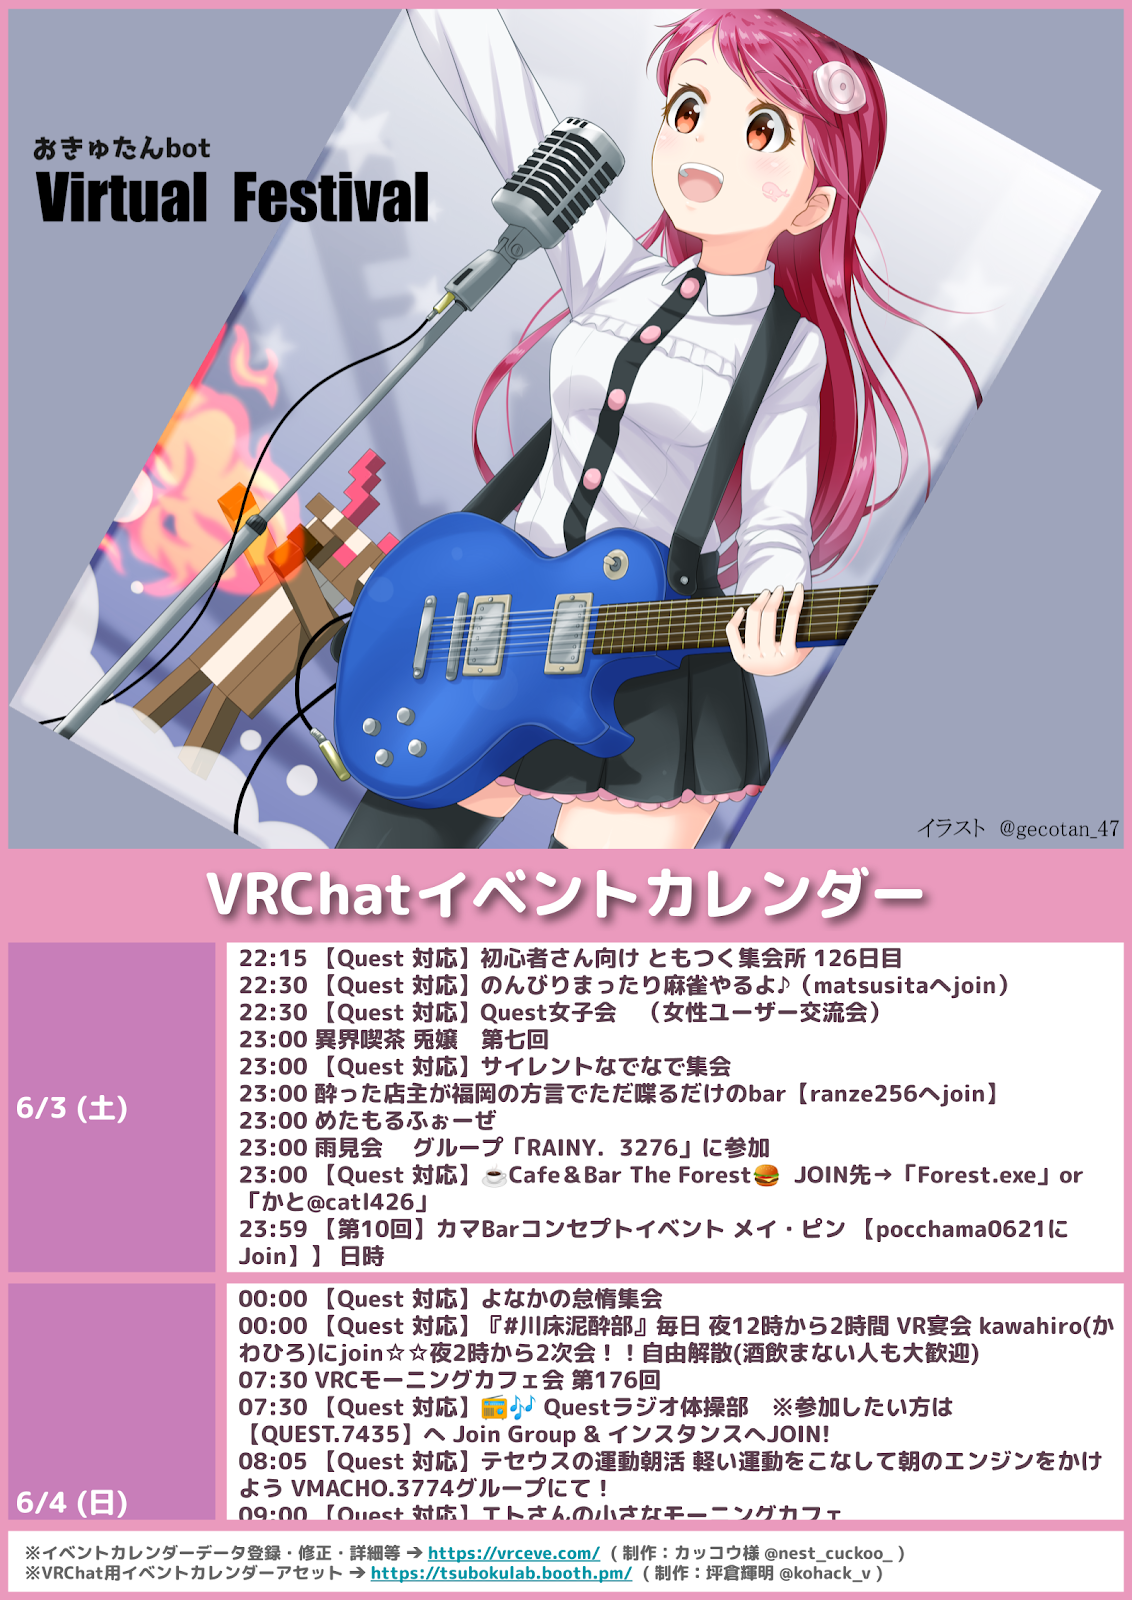 おきゅたんbot
Virtual Festival
イラスト @gecotan_47
VRChatイベントカレンダー
6/3 (土)
22:15 【Quest 対応】初心者さん向け ともつく集会所 126日目
22:30 【Quest 対応】のんびりまったり麻雀やるよ♪（matsusitaへjoin）
22:30 【Quest 対応】Quest女子会　（女性ユーザー交流会）
23:00 異界喫茶 兎嬢　第七回
23:00 【Quest 対応】サイレントなでなで集会
23:00 酔った店主が福岡の方言でただ喋るだけのbar【ranze256へjoin】
23:00 めたもるふぉーぜ
23:00 雨見会　 グループ「RAINY．3276」に参加
23:00 【Quest 対応】☕Cafe＆Bar The Forest🍔 JOIN先→「Forest.exe」or
「かと@catl426」
23:59 【第10回】カマBarコンセプトイベント メイ・ピン 【pocchama0621に
Join】】 日時
6/4 (日)
00:00 【Quest 対応】よなかの怠惰集会
00:00 【Quest 対応】『#川床泥酔部』毎日 夜12時から2時間 VR宴会 kawahiro(か
わひろ)にjoin☆☆夜2時から2次会！！自由解散(酒飲まない人も大歓迎)
07:30 VRCモーニングカフェ会 第176回
07:30 【Quest 対応】📻🎶 Questラジオ体操部　※参加したい方は
【QUEST.7435】へ Join Group & インスタンスへJOIN!
08:05 【Quest 対応】テセウスの運動朝活 軽い運動をこなして朝のエンジンをかけ
よう VMACHO.3774グループにて！
09:00 【Quest 対応】エトさんの小さなモーニングカフェ
※イベントカレンダーデータ登録・修正・詳細等 ➔ https://vrceve.com/ （制作：カッコウ様 @nest_cuckoo_ ）
※VRChat用イベントカレンダーアセット ➔ https://tsubokulab.booth.pm/ （制作：坪倉輝明 @kohack_v ）